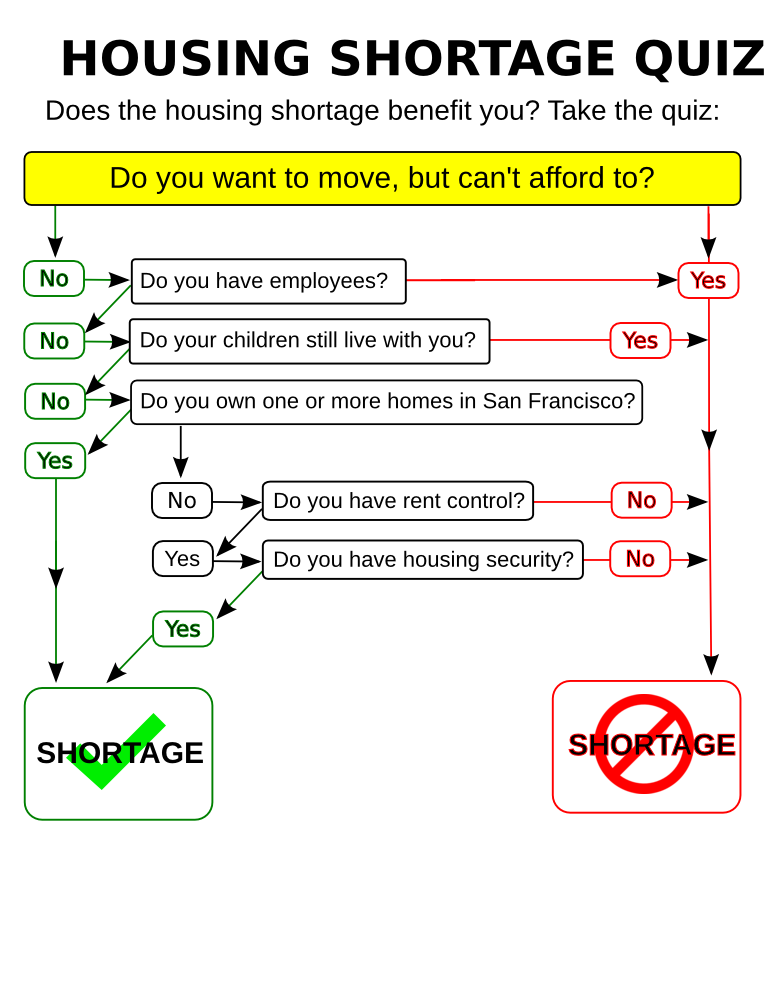 HOUSING SHORTAGE QUIZ
Does the housing shortage benefit you? Take the quiz:
Do you want to move, but can't afford to?
No
Do you have employees?
Yes
No
Do your children still live with you?
Yes
No
Do you own one or more homes in San Francisco?
Yes
No
Do you have rent control?
No
Yes
Do you have housing security?
No
Yes
SHORTAGE
SHORTAGE